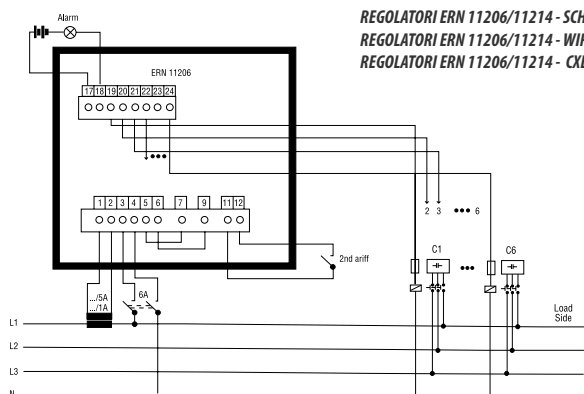 REGOLATORI ERN 11206/11214 - SCH
REGOLATORI ERN 11206/11214 - WIR
REGOLATORI ERN 11206/11214 - CXE
Alarm
ERN 11206
17 18 19 20 21 22 23 24
1 2 3 4 5 6 7 9 11 12
2 3 ••• 6
2nd ariff
C1
C6
.../5A
.../1A
6A
Load
Side
L1
L2
L3
N